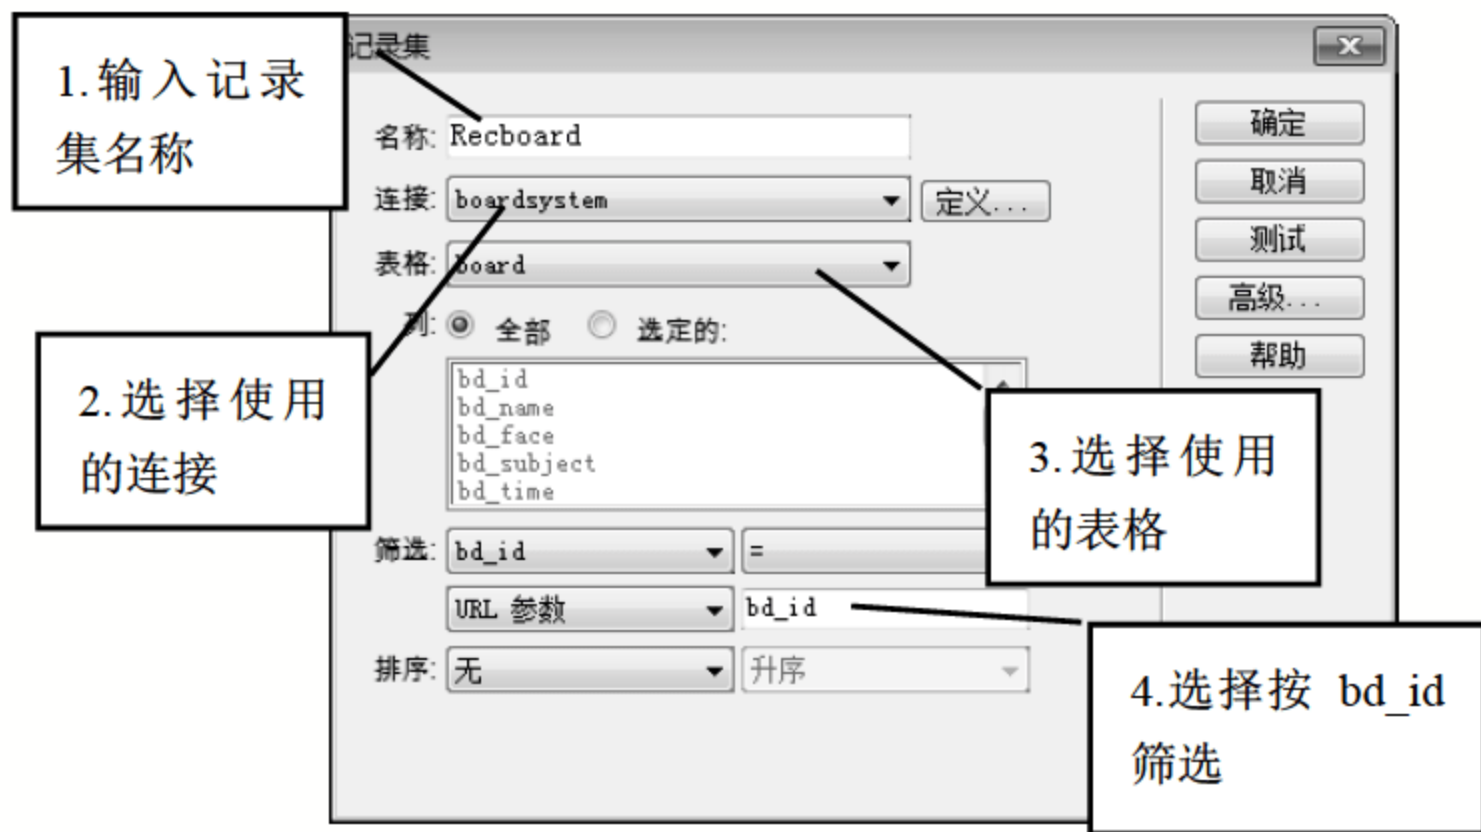 记录集
1.输入记录
集名称
名称: Recboard
连接: boardsystem 定义...
表格: board
列: 全部 选定的:
bd_id
bd_name
bd_face
bd_subject
bd_time
筛选: bd_id =
URL 参数 bd_id
排序: 无 升序
确定
取消
测试
高级...
帮助
2.选择使用
的连接
3.选择使用
的表格
4.选择按 bd_id
筛选